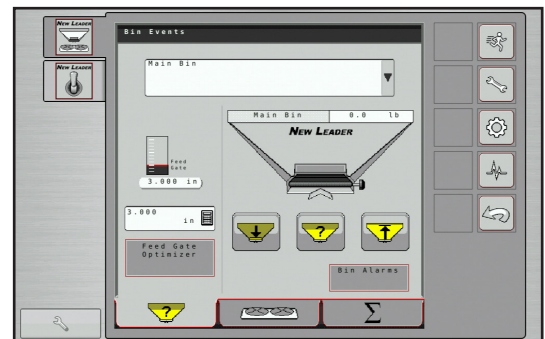 NEW LEADER
NEW LEADER
Bin Events
Main Bin
Main Bin 0.0 lb
NEW LEADER
Feed
Gate
3.000 in
3.000
in
?
Feed Gate
Optimizer
Bin Alarms
?
Σ